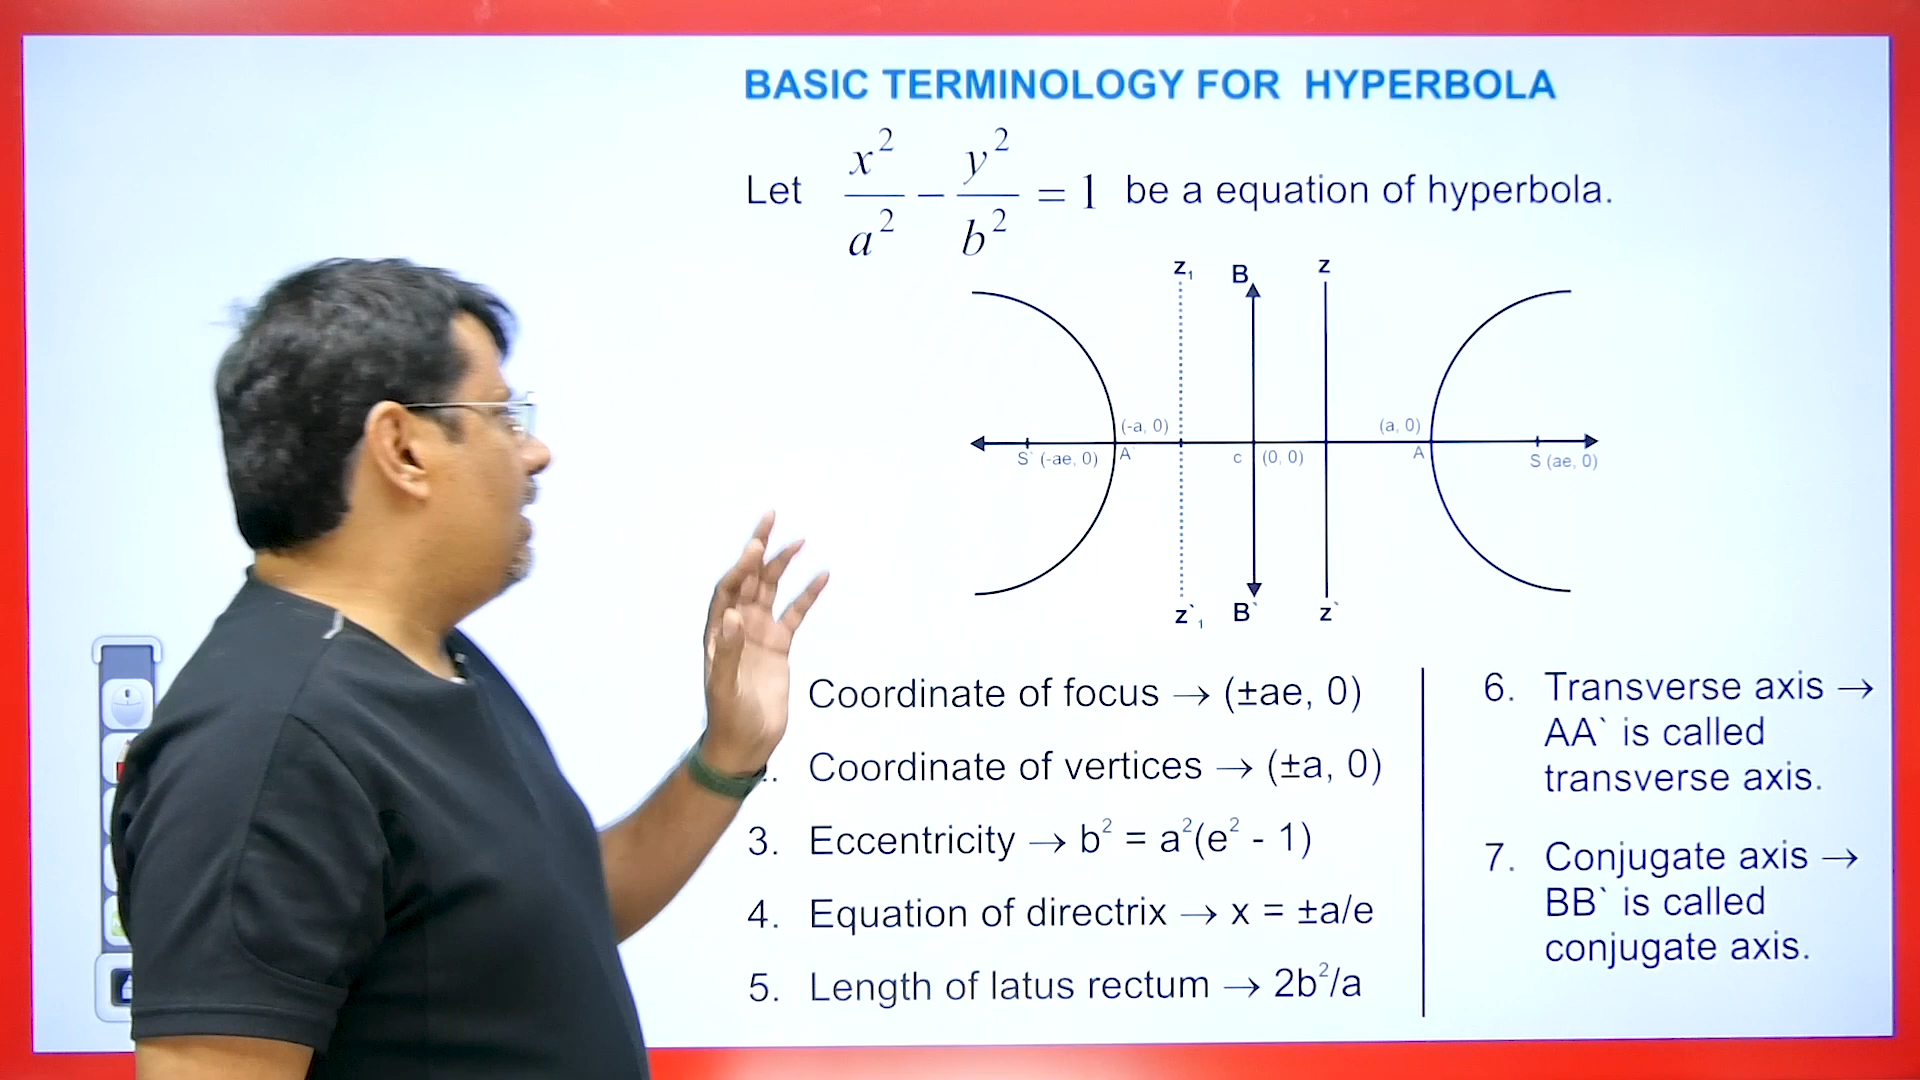 BASIC TERMINOLOGY FOR HYPERBOLA
Let x²/a² − y²/b² = 1 be a equation of hyperbola.
z₁ B z
(-a, 0) (a, 0)
S` (-ae, 0) A` c (0, 0) A S (ae, 0)
z`₁ B` z`
Coordinate of focus → (±ae, 0)
Coordinate of vertices → (±a, 0)
3. Eccentricity → b² = a²(e² - 1)
4. Equation of directrix → x = ±a/e
5. Length of latus rectum → 2b²/a
6. Transverse axis →
AA` is called
transverse axis.
7. Conjugate axis →
BB` is called
conjugate axis.